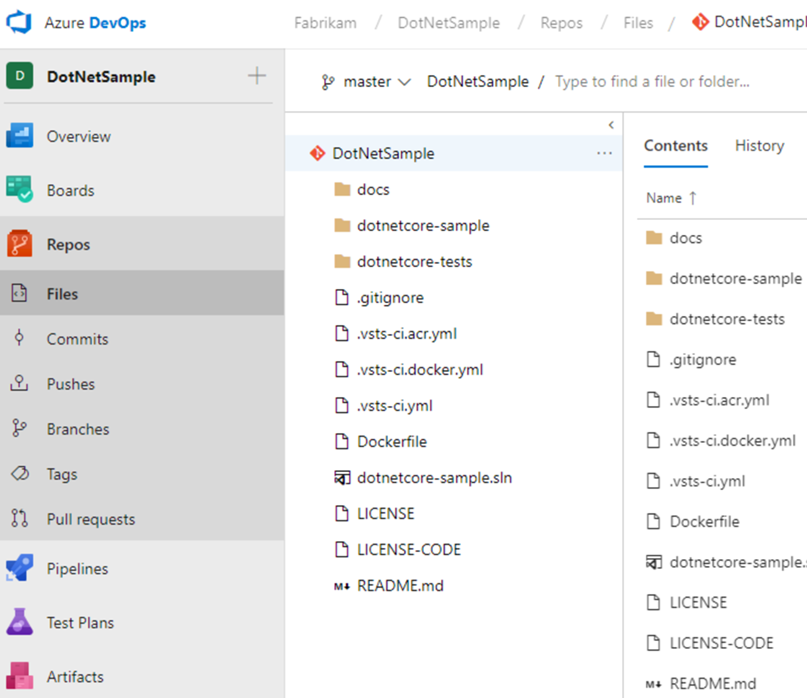 Azure DevOps
Fabrikam / DotNetSample / Repos / Files / DotNetSampl
D DotNetSample +
Overview
Boards
Repos
Files
Commits
Pushes
Branches
Tags
Pull requests
Pipelines
Test Plans
Artifacts
master DotNetSample / Type to find a file or folder...
DotNetSample ...
docs
dotnetcore-sample
dotnetcore-tests
.gitignore
.vsts-ci.acr.yml
.vsts-ci.docker.yml
.vsts-ci.yml
Dockerfile
dotnetcore-sample.sln
LICENSE
LICENSE-CODE
M↓ README.md
Contents History
Name ↑
docs
dotnetcore-sample
dotnetcore-tests
.gitignore
.vsts-ci.acr.yml
.vsts-ci.docker.yml
.vsts-ci.yml
Dockerfile
dotnetcore-sample.s
LICENSE
LICENSE-CODE
M↓ README.md